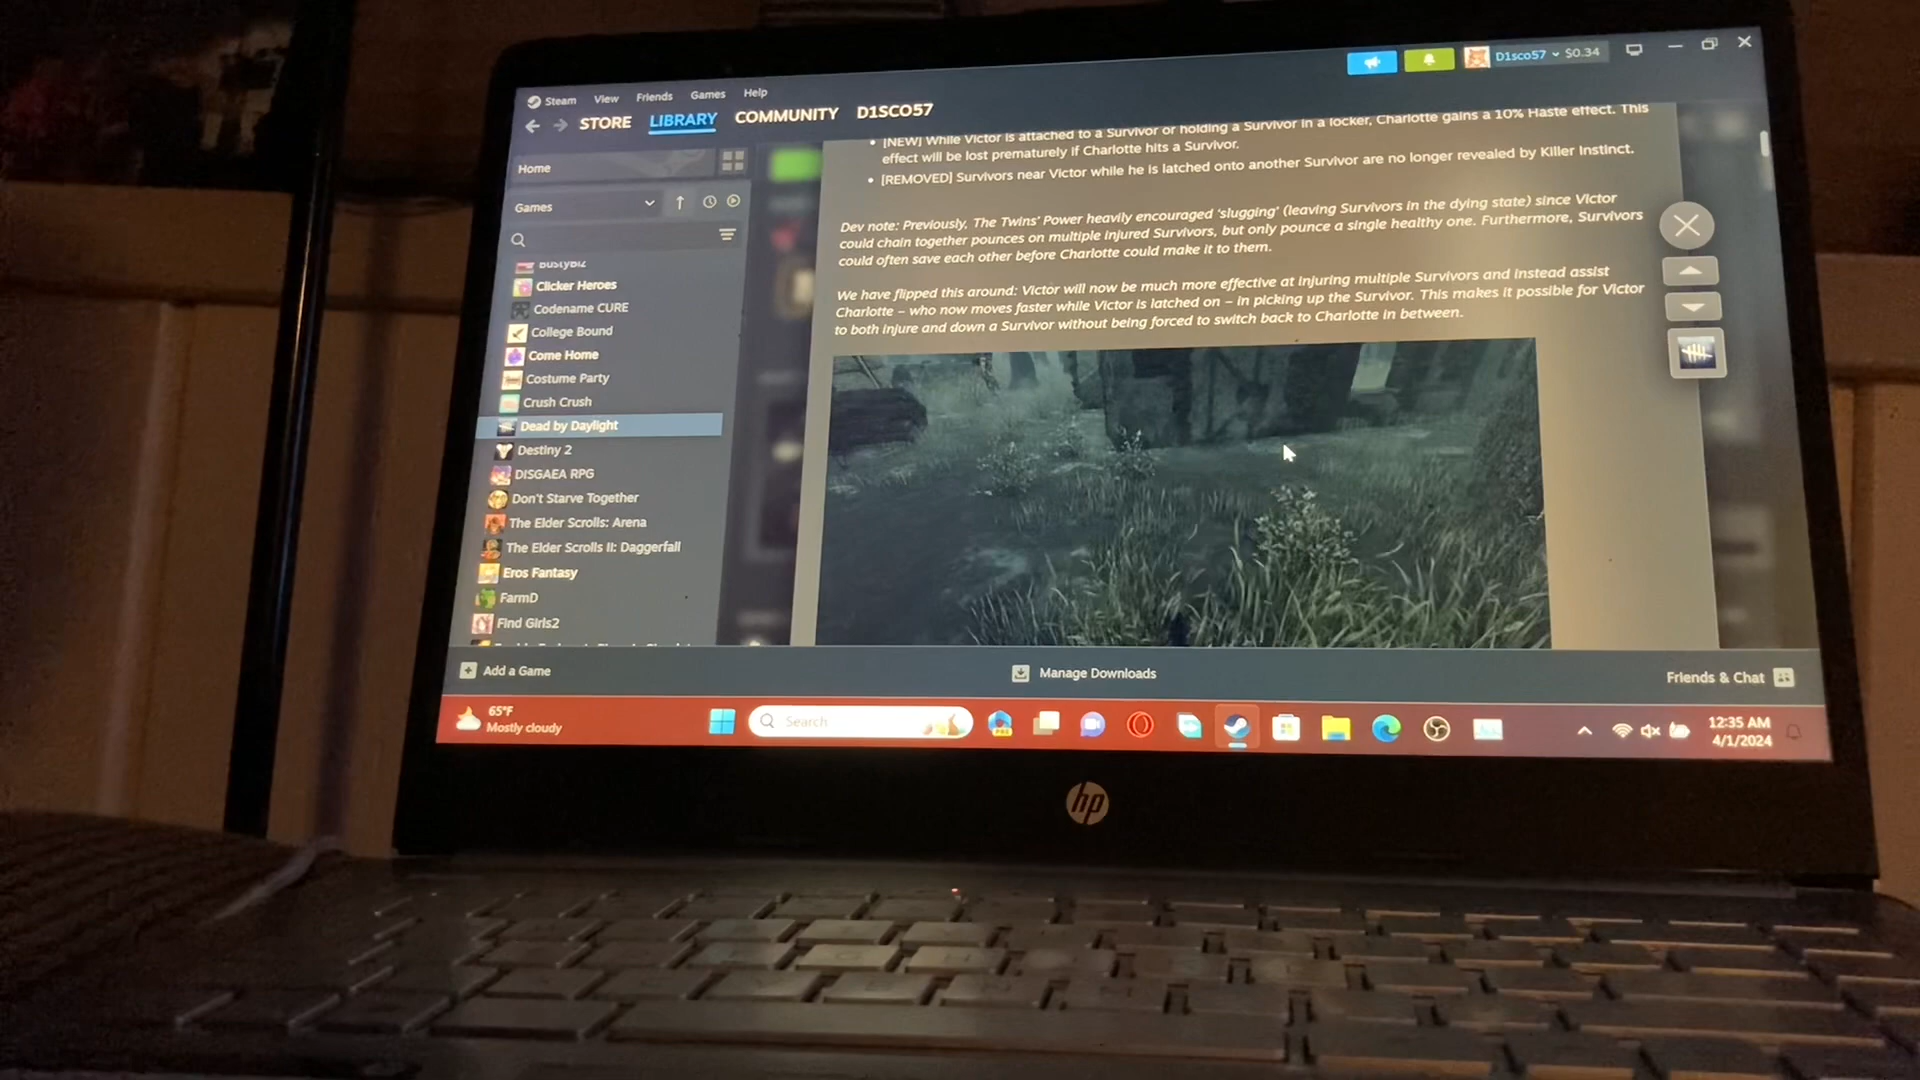 D1sco57 $0.34
Steam View Friends Games Help
STORE LIBRARY COMMUNITY D1SCO57
Home
Games
BustyBiz
Clicker Heroes
Codename CURE
College Bound
Come Home
Costume Party
Crush Crush
Dead by Daylight
Destiny 2
DISGAEA RPG
Don't Starve Together
The Elder Scrolls: Arena
The Elder Scrolls II: Daggerfall
Eros Fantasy
FarmD
Find Girls2
• [NEW] While Victor is attached to a Survivor or holding a Survivor in a locker, Charlotte gains a 10% Haste effect. This
effect will be lost prematurely if Charlotte hits a Survivor.
• [REMOVED] Survivors near Victor while he is latched onto another Survivor are no longer revealed by Killer Instinct.
Dev note: Previously, The Twins' Power heavily encouraged 'slugging' (leaving Survivors in the dying state) since Victor
could chain together pounces on multiple injured Survivors, but only pounce a single healthy one. Furthermore, Survivors
could often save each other before Charlotte could make it to them.
We have flipped this around: Victor will now be much more effective at injuring multiple Survivors and instead assist
Charlotte – who now moves faster while Victor is latched on – in picking up the Survivor. This makes it possible for Victor
to both injure and down a Survivor without being forced to switch back to Charlotte in between.
Add a Game
Manage Downloads
Friends & Chat
65°F
Mostly cloudy
Search
12:35 AM
4/1/2024
hp